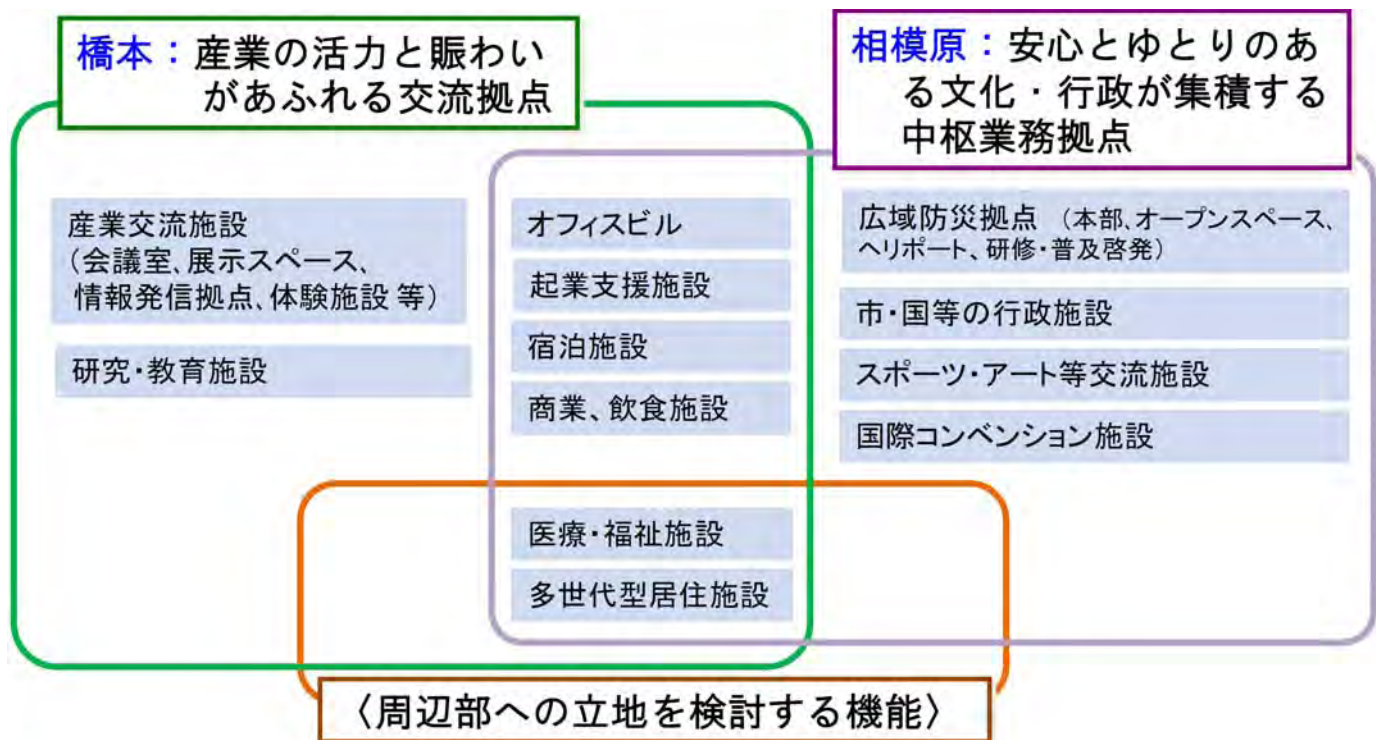 橋本：産業の活力と賑わい
があふれる交流拠点
相模原：安心とゆとりのあ
る文化・行政が集積する
中枢業務拠点
産業交流施設
（会議室、展示スペース、
情報発信拠点、体験施設 等）
研究・教育施設
オフィスビル
起業支援施設
宿泊施設
商業、飲食施設
医療・福祉施設
多世代型居住施設
広域防災拠点 （本部、オープンスペース、
ヘリポート、研修・普及啓発）
市・国等の行政施設
スポーツ・アート等交流施設
国際コンベンション施設
〈周辺部への立地を検討する機能〉